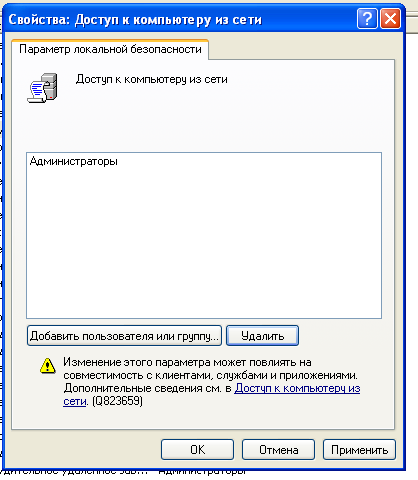 Свойства: Доступ к компьютеру из сети
Параметр локальной безопасности
Доступ к компьютеру из сети
Администраторы
Добавить пользователя или группу...
Удалить
Изменение этого параметра может повлиять на
совместимость с клиентами, службами и приложениями.
Дополнительные сведения см. в Доступ к компьютеру из
сети. (Q823659)
ОК
Отмена
Применить
Администраторы